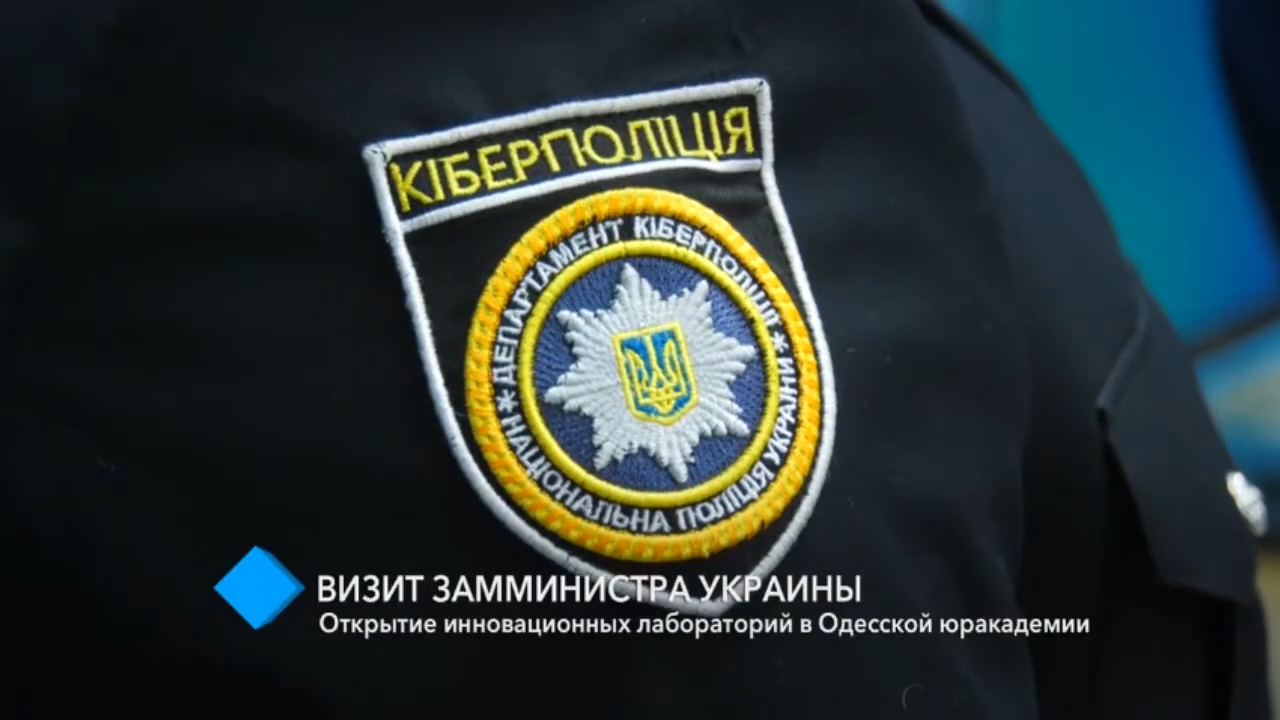 КІБЕРПОЛІЦІЯ
ДЕПАРТАМЕНТ КІБЕРПОЛІЦІЇ
* НАЦІОНАЛЬНА ПОЛІЦІЯ УКРАЇНИ *
ВИЗИТ ЗАММИНИСТРА УКРАИНЫ
Открытие инновационных лабораторий в Одесской юракадемии